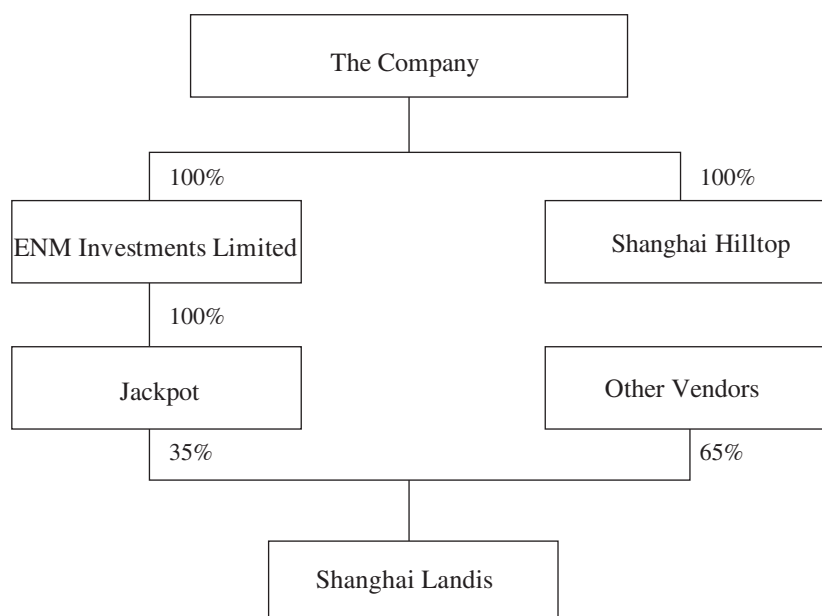 The Company
100%
100%
ENM Investments Limited
Shanghai Hilltop
100%
Jackpot
Other Vendors
35%
65%
Shanghai Landis